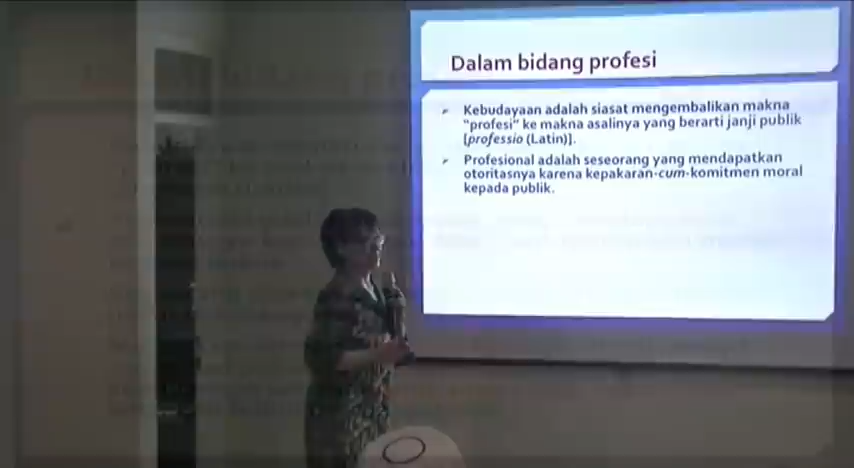 Dalam bidang profesi
Kebudayaan adalah siasat mengembalikan makna
"profesi" ke makna asalinya yang berarti janji publik
[professio (Latin)].
Profesional adalah seseorang yang mendapatkan
otoritasnya karena kepakaran-cum-komitmen moral
kepada publik.